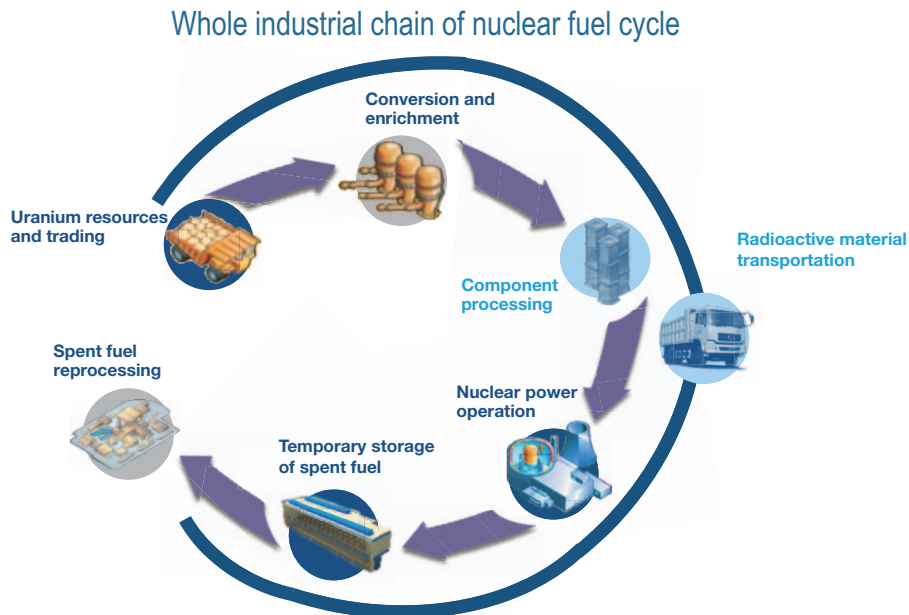 Whole industrial chain of nuclear fuel cycle
Conversion and
enrichment
Uranium resources
and trading
Radioactive material
transportation
Component
processing
Spent fuel
reprocessing
Nuclear power
operation
Temporary storage
of spent fuel